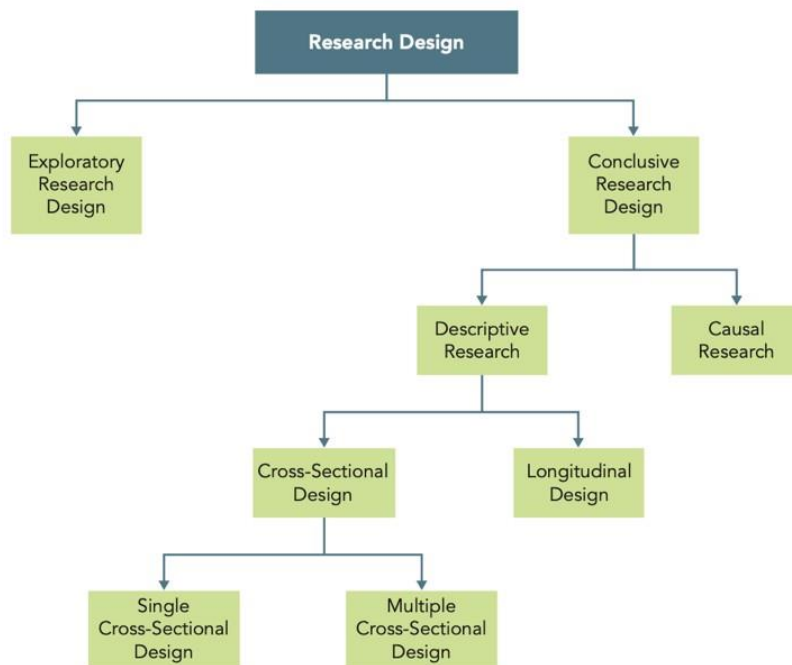 Research Design
Exploratory
Research
Design
Conclusive
Research
Design
Descriptive
Research
Causal
Research
Cross-Sectional
Design
Longitudinal
Design
Single
Cross-Sectional
Design
Multiple
Cross-Sectional
Design